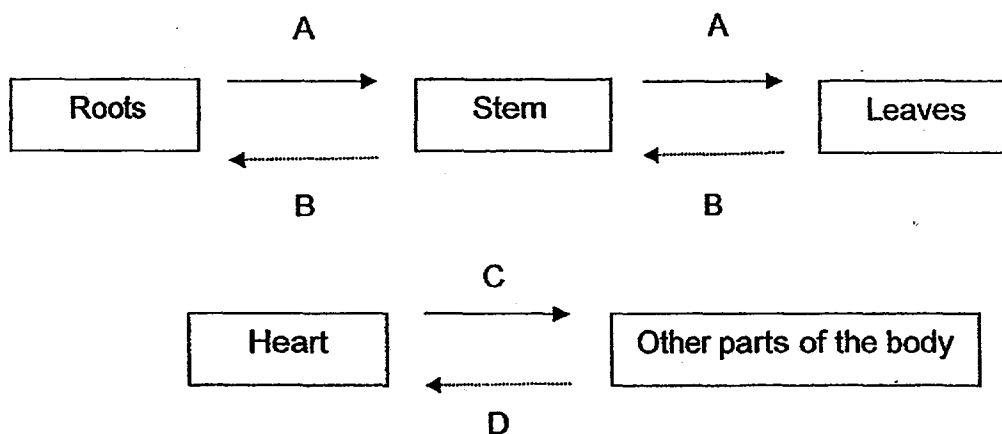 A A
Roots Stem Leaves
B B
C
Heart Other parts of the body
D